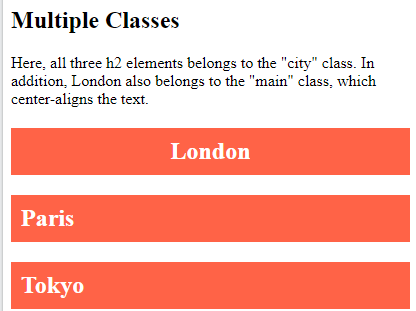 Multiple Classes
Here, all three h2 elements belongs to the "city" class. In
addition, London also belongs to the "main" class, which
center-aligns the text.
London
Paris
Tokyo